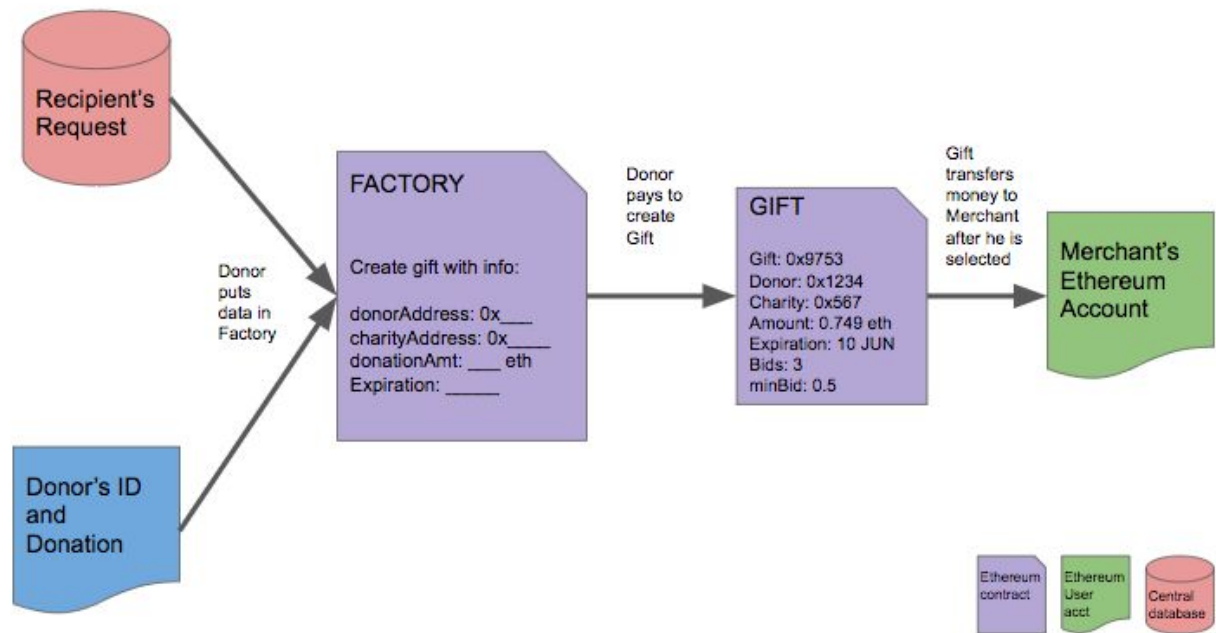 Recipient's
Request
Donor
puts
data in
Factory
Donor's ID
and
Donation
FACTORY
Create gift with info:
donorAddress: 0x___
charityAddress: 0x____
donationAmt: ___ eth
Expiration: _____
Donor
pays to
create
Gift
GIFT
Gift: 0x9753
Donor: 0x1234
Charity: 0x567
Amount: 0.749 eth
Expiration: 10 JUN
Bids: 3
minBid: 0.5
Gift
transfers
money to
Merchant
after he is
selected
Merchant's
Ethereum
Account
Ethereum
contract
Ethereum
User
acct
Central
database